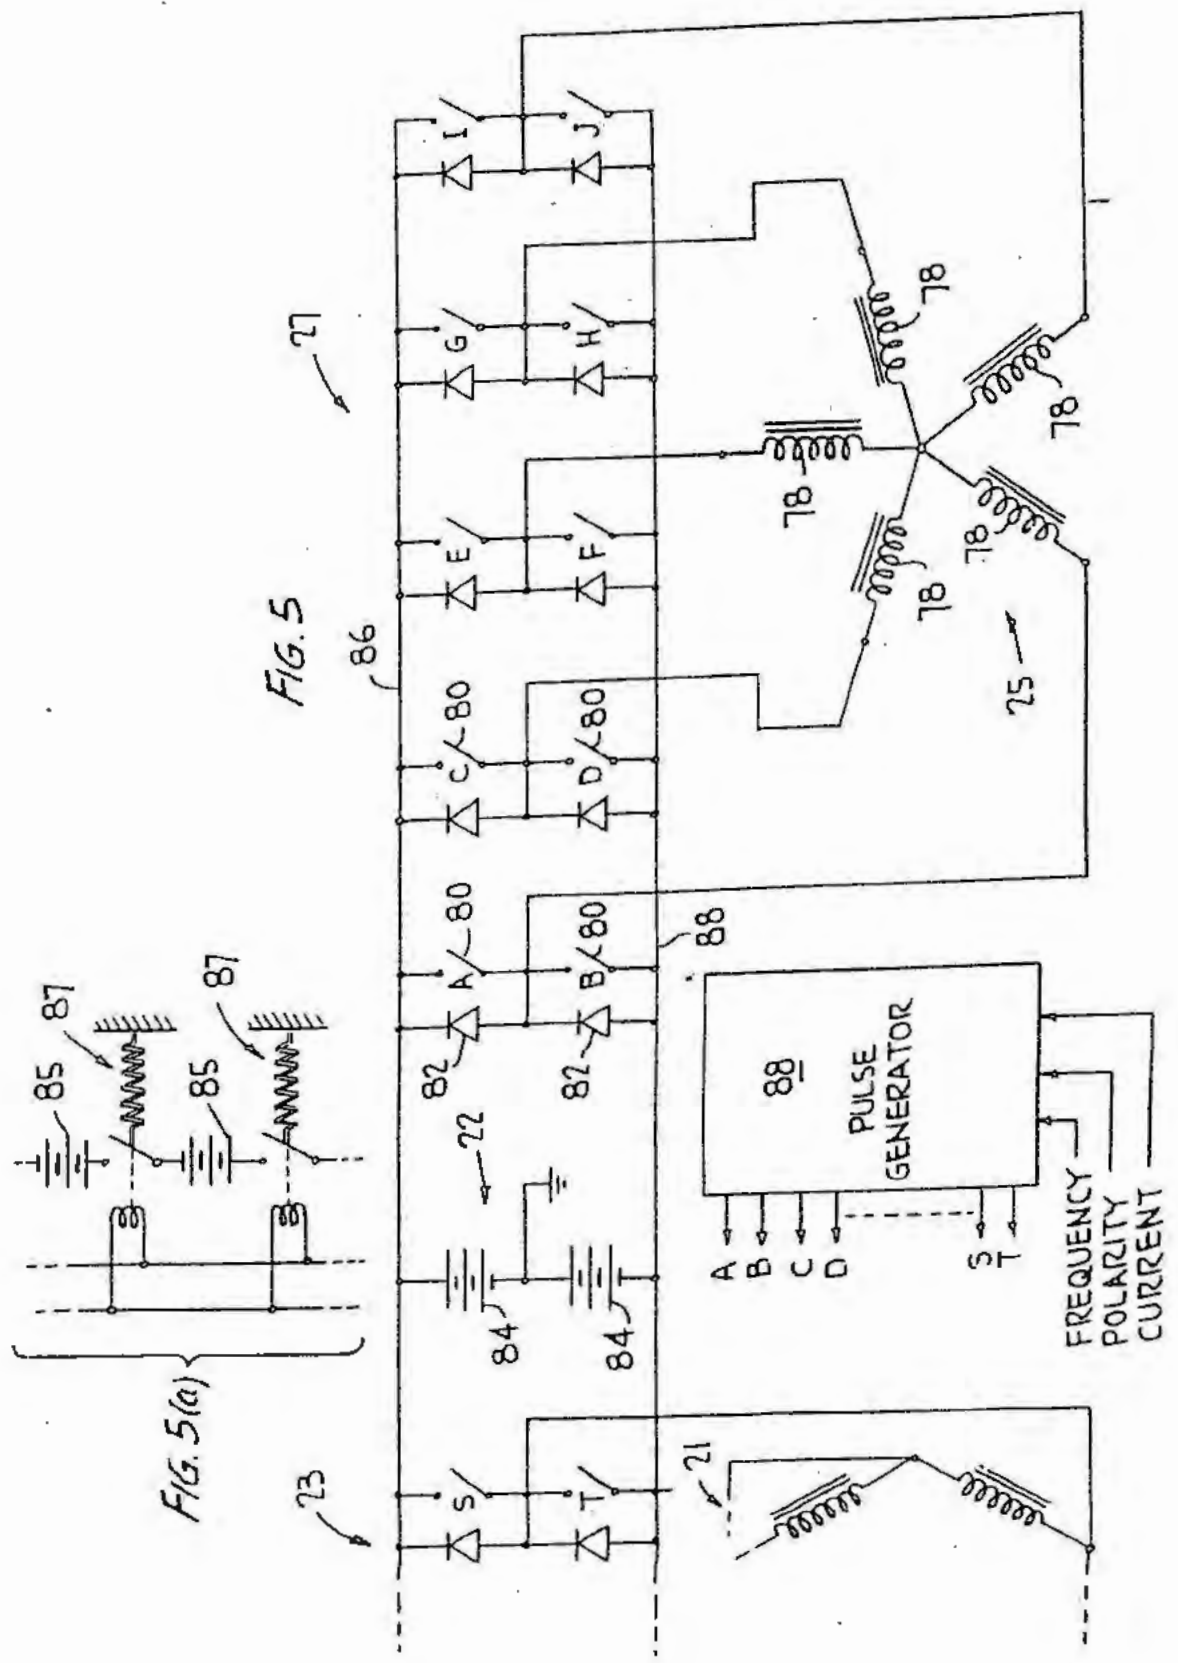 FIG. 5(a)
85
87
85
87
FIG. 5
23
22
86
27
S
84
82
A
80
C
80
E
G
I
T
84
82
B
80
D
80
F
H
J
88
21
A
B
C
D
S
T
88
PULSE
GENERATOR
FREQUENCY
POLARITY
CURRENT
25
78
78
78
78
78